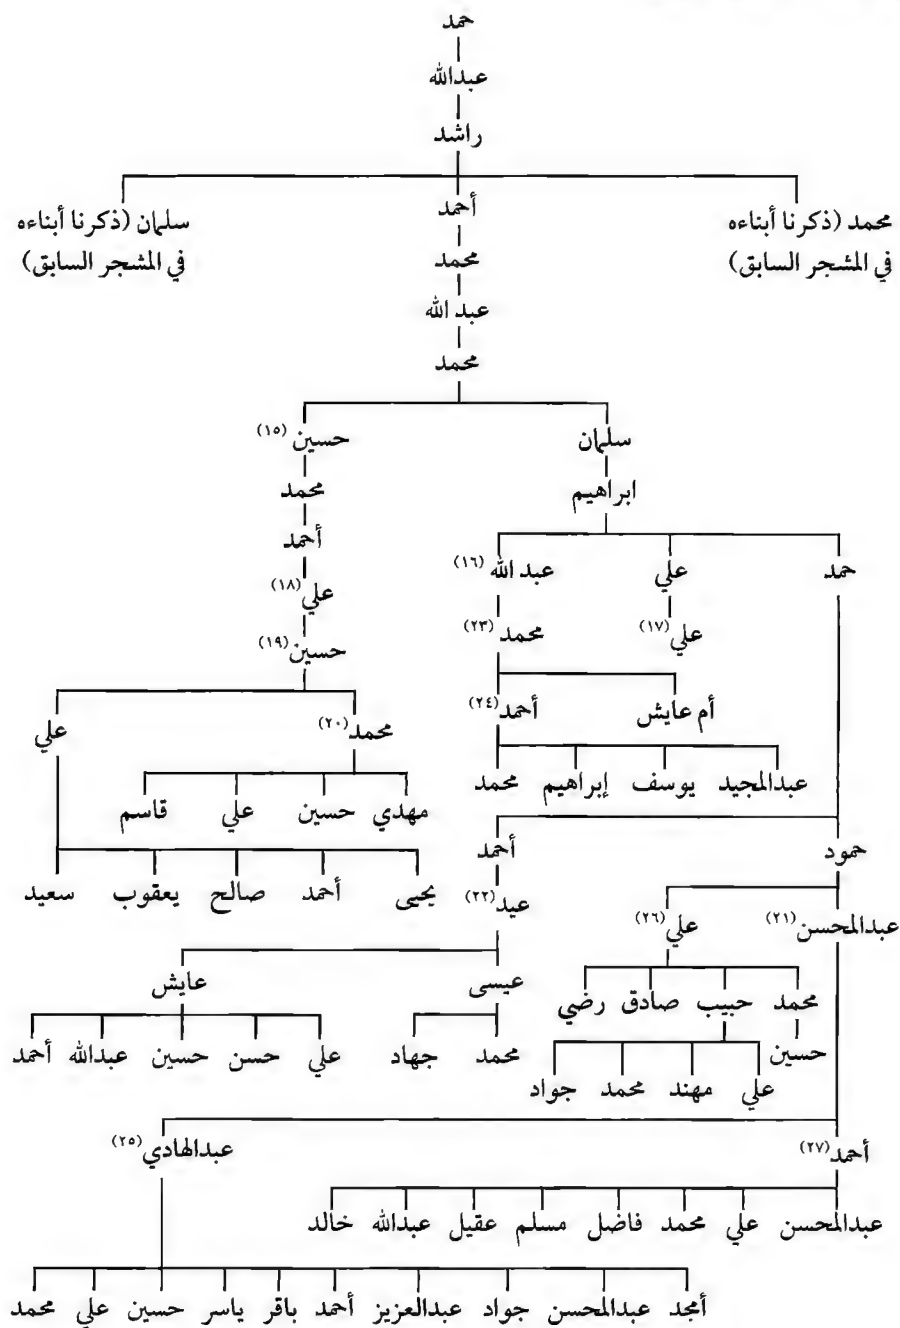 حمد
عبدالله
راشد
محمد (ذكرنا أبناءه في المشجر السابق)
أحمد
سلمان (ذكرنا أبناءه في المشجر السابق)
محمد
عبد الله
محمد
سلمان
حسين (١٥)
ابراهيم
محمد
أحمد
حمد
علي
عبد الله (١٦)
علي (١٨)
علي (١٧)
محمد (٢٣)
حسين (١٩)
أم عايش
أحمد (٢٤)
محمد (٢٠)
علي
عبدالمجيد يوسف إبراهيم محمد
مهدي حسين علي قاسم
حمود
أحمد
يحيى أحمد صالح يعقوب سعيد
عيد (٢٢)
عبدالمحسن (٢١)
علي (٢٦)
عيسى
عايش
محمد حبيب صادق رضي
حسين
محمد جهاد
علي حسن حسين عبدالله أحمد
علي مهند محمد جواد
أحمد (٢٧)
عبدالهادي (٢٥)
عبدالمحسن علي محمد فاضل مسلم عقيل عبدالله خالد
أمجد عبدالمحسن جواد عبدالعزيز أحمد باقر ياسر حسين علي محمد